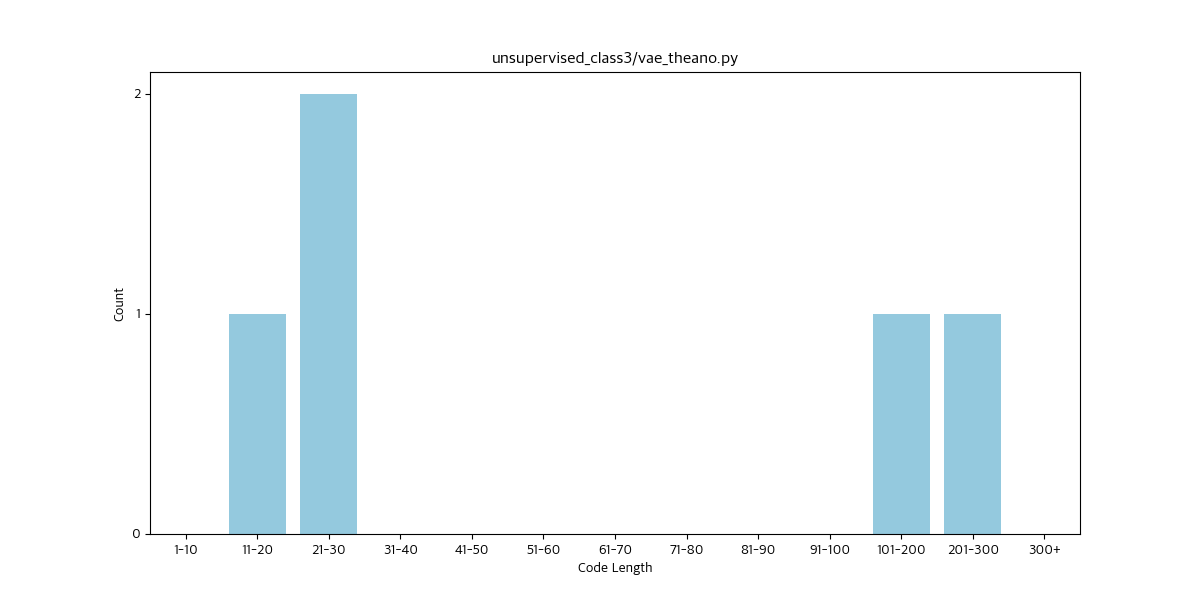 unsupervised_class3/vae_theano.py
2
1
0
Count
1-10 11-20 21-30 31-40 41-50 51-60 61-70 71-80 81-90 91-100 101-200 201-300 300+
Code Length